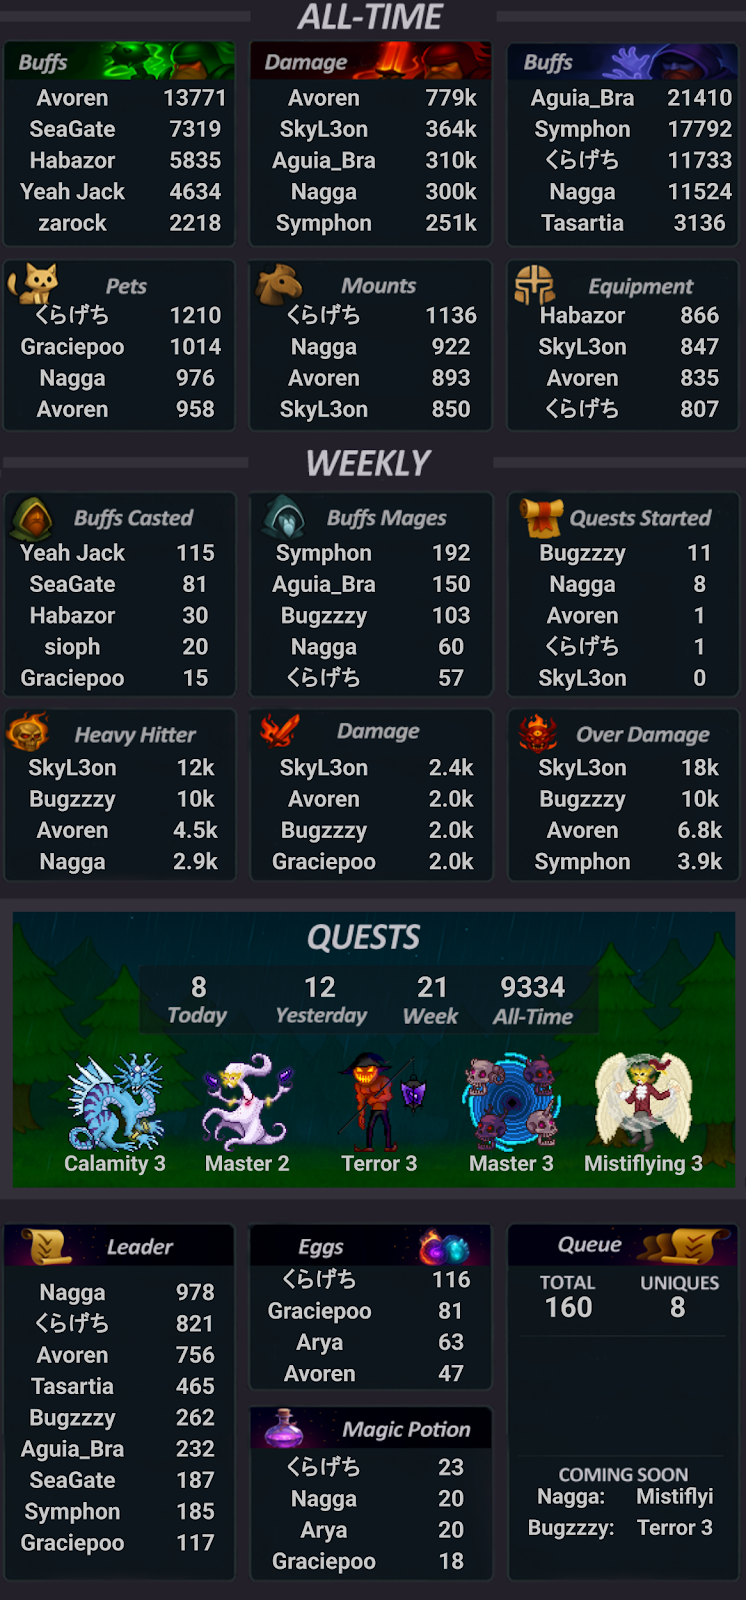 ALL-TIME
Buffs
Avoren 13771
SeaGate 7319
Habazor 5835
Yeah Jack 4634
zarock 2218
Damage
Avoren 779k
SkyL3on 364k
Aguia_Bra 310k
Nagga 300k
Symphon 251k
Buffs
Aguia_Bra 21410
Symphon 17792
くらげち 11733
Nagga 11524
Tasartia 3136
Pets
くらげち 1210
Graciepoo 1014
Nagga 976
Avoren 958
Mounts
くらげち 1136
Nagga 922
Avoren 893
SkyL3on 850
Equipment
Habazor 866
SkyL3on 847
Avoren 835
くらげち 807
WEEKLY
Buffs Casted
Yeah Jack 115
SeaGate 81
Habazor 30
sioph 20
Graciepoo 15
Buffs Mages
Symphon 192
Aguia_Bra 150
Bugzzzy 103
Nagga 60
くらげち 57
Quests Started
Bugzzzy 11
Nagga 8
Avoren 1
くらげち 1
SkyL3on 0
Heavy Hitter
SkyL3on 12k
Bugzzzy 10k
Avoren 4.5k
Nagga 2.9k
Damage
SkyL3on 2.4k
Avoren 2.0k
Bugzzzy 2.0k
Graciepoo 2.0k
Over Damage
SkyL3on 18k
Bugzzzy 10k
Avoren 6.8k
Symphon 3.9k
QUESTS
8 12 21 9334
Today Yesterday Week All-Time
Calamity 3 Master 2 Terror 3 Master 3 Mistiflying 3
Leader
Nagga 978
くらげち 821
Avoren 756
Tasartia 465
Bugzzzy 262
Aguia_Bra 232
SeaGate 187
Symphon 185
Graciepoo 117
Eggs
くらげち 116
Graciepoo 81
Arya 63
Avoren 47
Magic Potion
くらげち 23
Nagga 20
Arya 20
Graciepoo 18
Queue
TOTAL UNIQUES
160 8
COMING SOON
Nagga: Mistiflyi
Bugzzzy: Terror 3